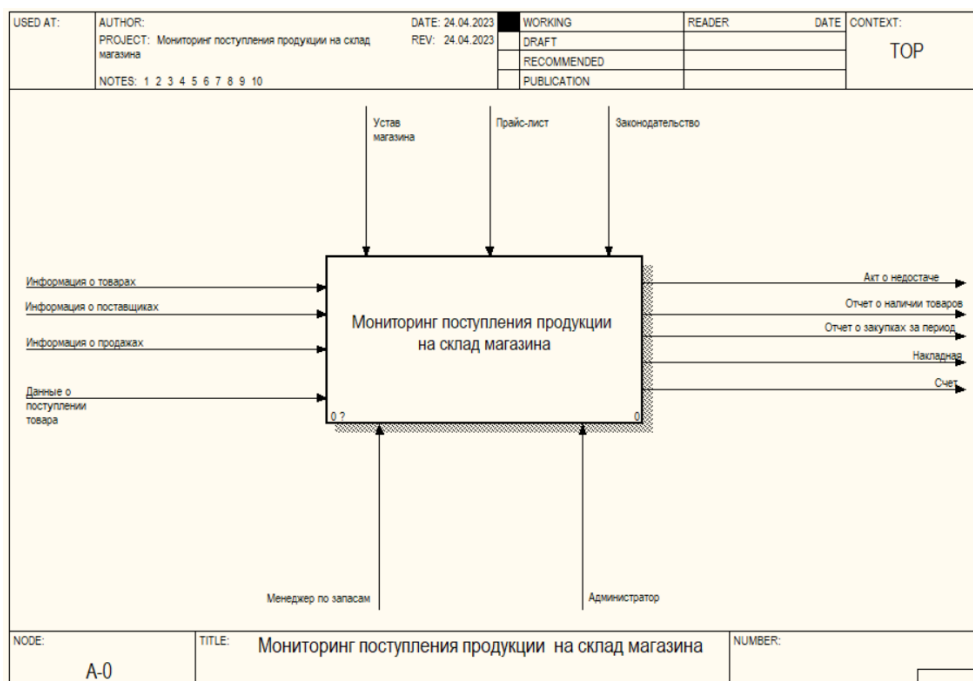 USED AT:
AUTHOR:
DATE: 24.04.2023
WORKING
READER
DATE
CONTEXT:
PROJECT: Мониторинг поступления продукции на склад
магазина
REV: 24.04.2023
DRAFT
TOP
RECOMMENDED
NOTES: 1 2 3 4 5 6 7 8 9 10
PUBLICATION
Устав
магазина
Прайс-лист
Законодательство
Информация о товарах
Информация о поставщиках
Информация о продажах
Данные о
поступлении
товара
Мониторинг поступления продукции
на склад магазина
0 ?
0
Акт о недостаче
Отчет о наличии товаров
Отчет о закупках за период
Накладная
Счет
Менеджер по запасам
Администратор
NODE:
A-0
TITLE:
Мониторинг поступления продукции на склад магазина
NUMBER: